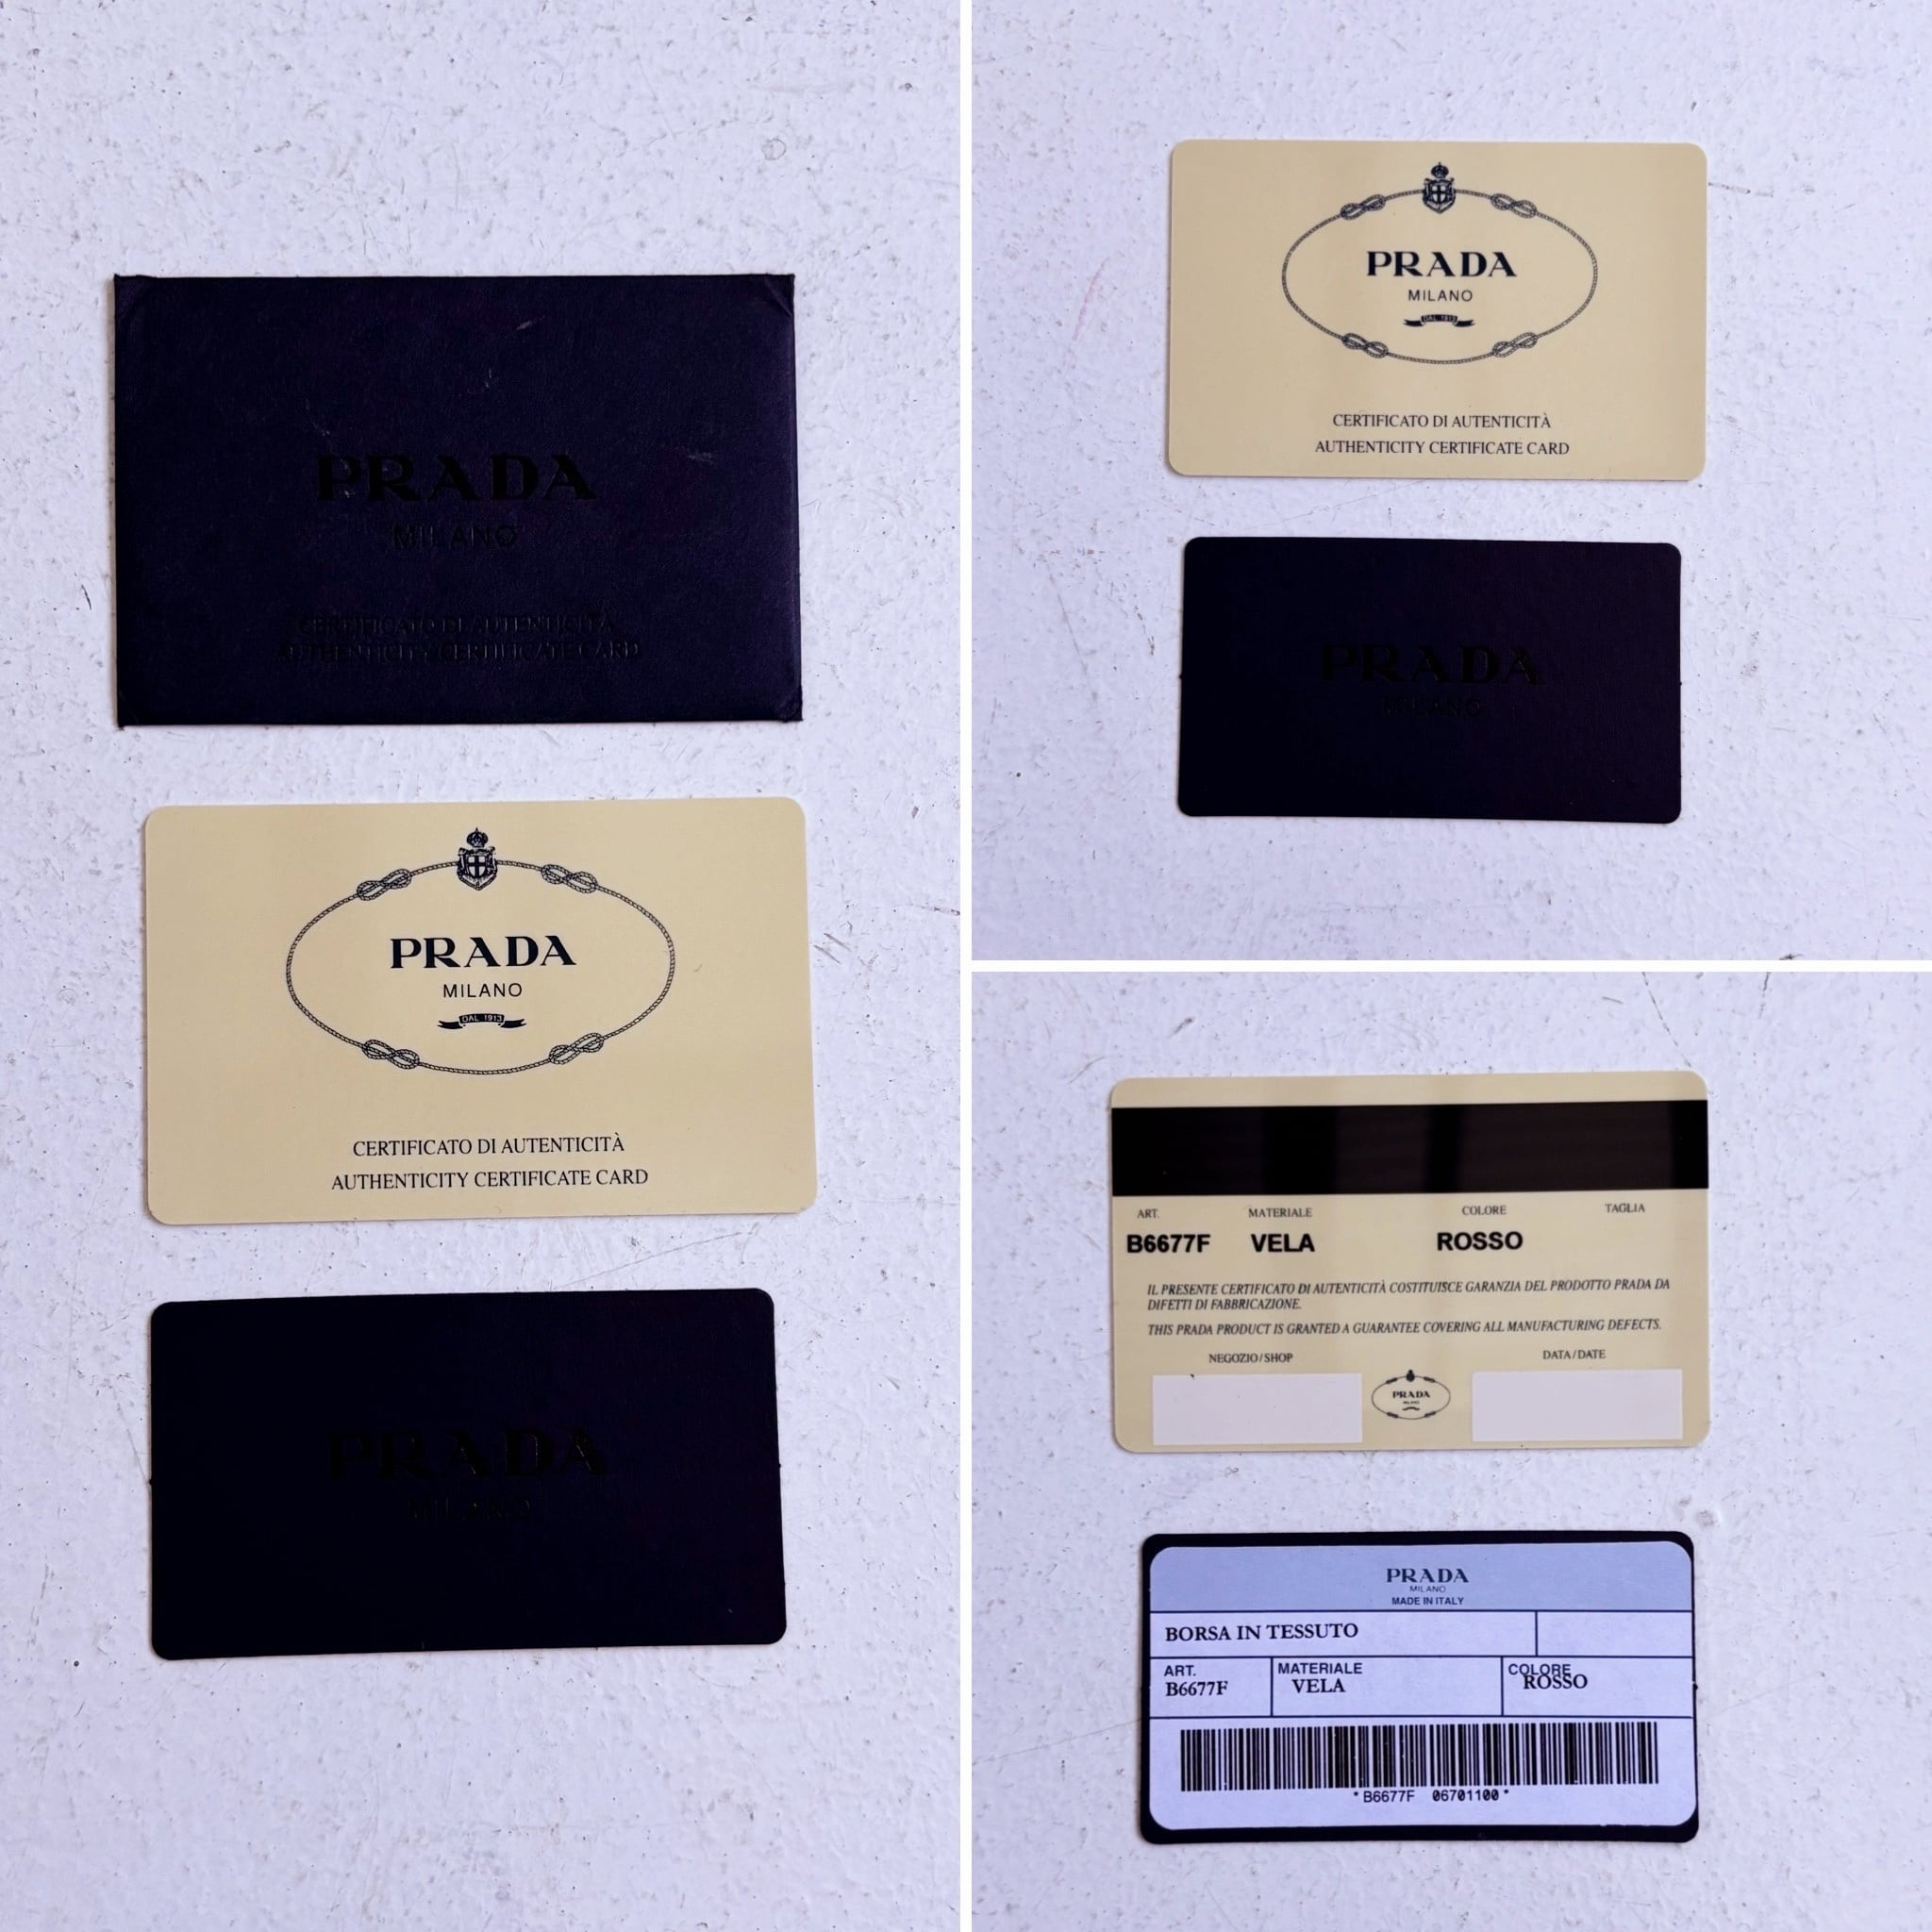 PRADA
MILANO
CERTIFICATO DI AUTENTICITÀ
AUTHENTICITY CERTIFICATE CARD
PRADA
MILANO
DAL 1913
CERTIFICATO DI AUTENTICITÀ
AUTHENTICITY CERTIFICATE CARD
PRADA
MILANO
PRADA
MILANO
DAL 1913
CERTIFICATO DI AUTENTICITÀ
AUTHENTICITY CERTIFICATE CARD
PRADA
MILANO
ART. MATERIALE COLORE TAGLIA
B6677F VELA ROSSO
IL PRESENTE CERTIFICATO DI AUTENTICITÀ COSTITUISCE GARANZIA DEL PRODOTTO PRADA DA
DIFETTI DI FABBRICAZIONE.
THIS PRADA PRODUCT IS GRANTED A GUARANTEE COVERING ALL MANUFACTURING DEFECTS.
NEGOZIO/SHOP DATA/DATE
PRADA
MILANO
PRADA
MILANO
MADE IN ITALY
BORSA IN TESSUTO
ART. MATERIALE COLORE
B6677F VELA ROSSO
*B6677F 06701100*